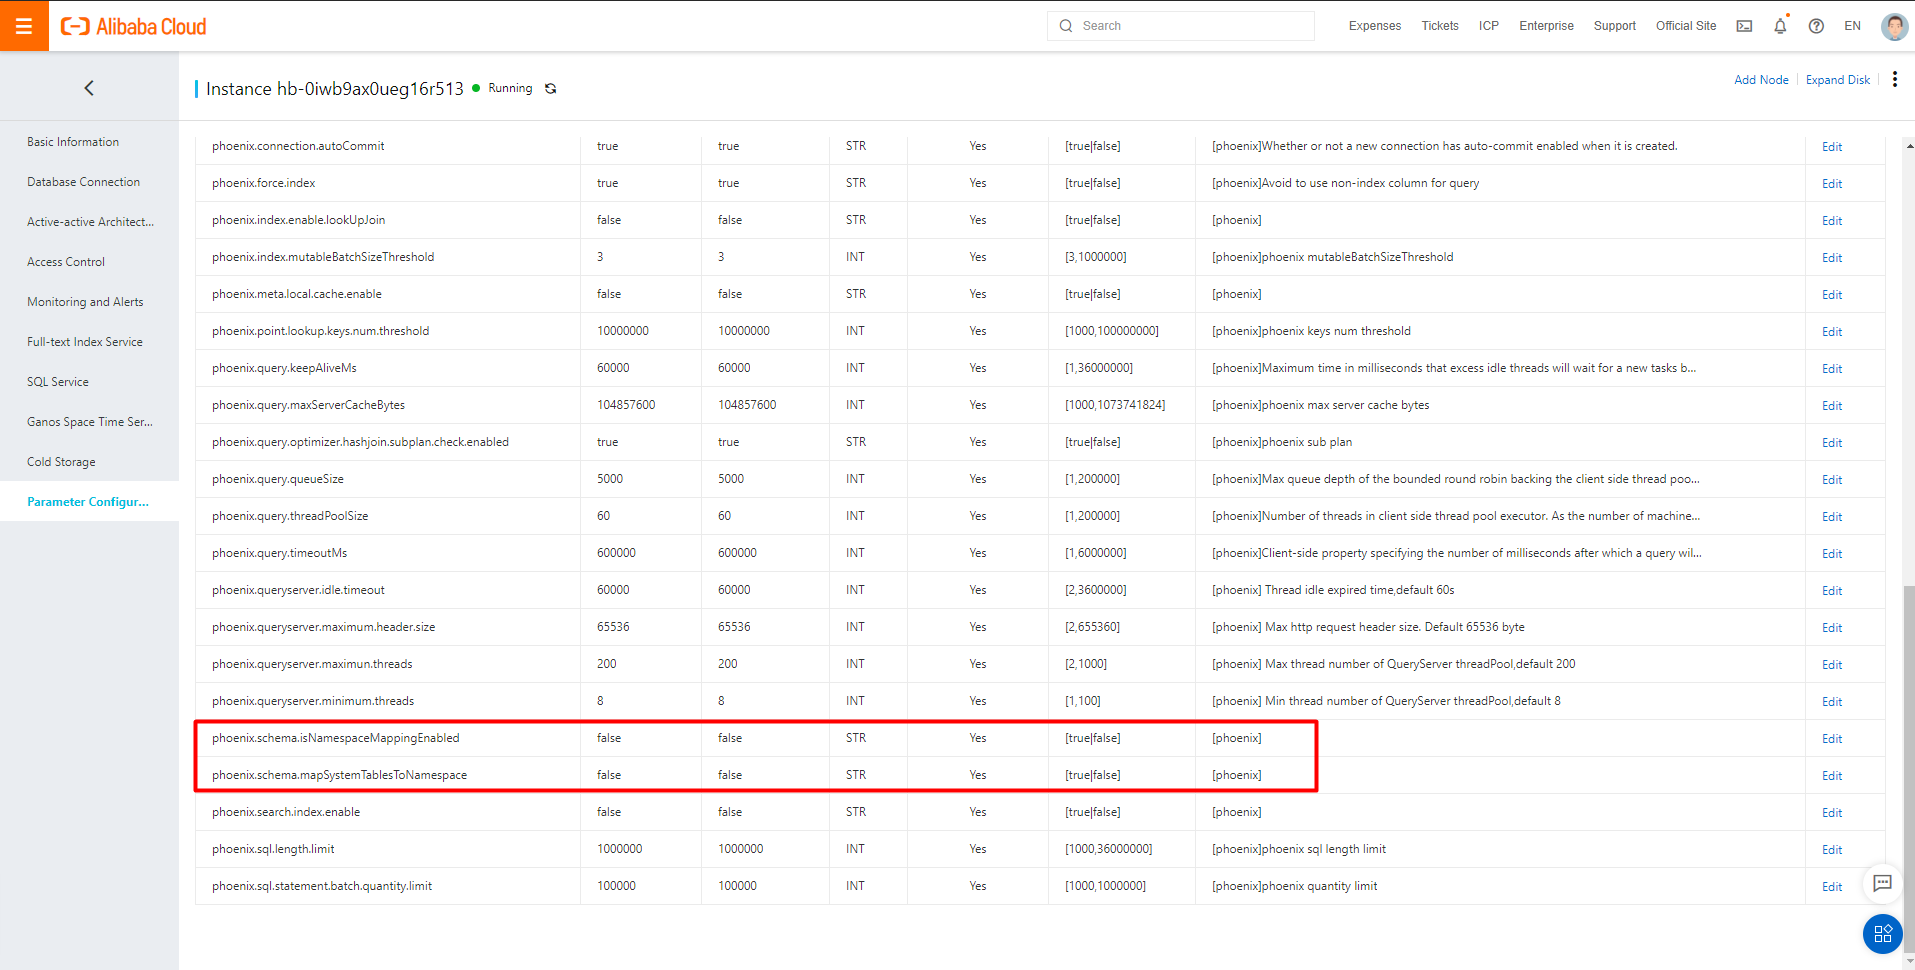 Alibaba Cloud
Search
Expenses Tickets ICP Enterprise Support Official Site EN
Instance hb-0iwb9ax0ueg16r513 Running
Add Node Expand Disk
Basic Information
Database Connection
Active-active Architect...
Access Control
Monitoring and Alerts
Full-text Index Service
SQL Service
Ganos Space Time Ser...
Cold Storage
Parameter Configur...
phoenix.connection.autoCommit true true STR Yes [true|false] [phoenix]Whether or not a new connection has auto-commit enabled when it is created. Edit
phoenix.force.index true true STR Yes [true|false] [phoenix]Avoid to use non-index column for query Edit
phoenix.index.enable.lookUpJoin false false STR Yes [true|false] [phoenix] Edit
phoenix.index.mutableBatchSizeThreshold 3 3 INT Yes [3,1000000] [phoenix]phoenix mutableBatchSizeThreshold Edit
phoenix.meta.local.cache.enable false false STR Yes [true|false] [phoenix] Edit
phoenix.point.lookup.keys.num.threshold 10000000 10000000 INT Yes [1000,100000000] [phoenix]phoenix keys num threshold Edit
phoenix.query.keepAliveMs 60000 60000 INT Yes [1,36000000] [phoenix]Maximum time in milliseconds that excess idle threads will wait for a new tasks b... Edit
phoenix.query.maxServerCacheBytes 104857600 104857600 INT Yes [1000,1073741824] [phoenix]phoenix max server cache bytes Edit
phoenix.query.optimizer.hashjoin.subplan.check.enabled true true STR Yes [true|false] [phoenix]phoenix sub plan Edit
phoenix.query.queueSize 5000 5000 INT Yes [1,200000] [phoenix]Max queue depth of the bounded round robin backing the client side thread poo... Edit
phoenix.query.threadPoolSize 60 60 INT Yes [1,200000] [phoenix]Number of threads in client side thread pool executor. As the number of machine... Edit
phoenix.query.timeoutMs 600000 600000 INT Yes [1,6000000] [phoenix]Client-side property specifying the number of milliseconds after which a query wil... Edit
phoenix.queryserver.idle.timeout 60000 60000 INT Yes [2,3600000] [phoenix] Thread idle expired time,default 60s Edit
phoenix.queryserver.maximum.header.size 65536 65536 INT Yes [2,655360] [phoenix] Max http request header size. Default 65536 byte Edit
phoenix.queryserver.maximun.threads 200 200 INT Yes [2,1000] [phoenix] Max thread number of QueryServer threadPool,default 200 Edit
phoenix.queryserver.minimum.threads 8 8 INT Yes [1,100] [phoenix] Min thread number of QueryServer threadPool,default 8 Edit
phoenix.schema.isNamespaceMappingEnabled false false STR Yes [true|false] [phoenix] Edit
phoenix.schema.mapSystemTablesToNamespace false false STR Yes [true|false] [phoenix] Edit
phoenix.search.index.enable false false STR Yes [true|false] [phoenix] Edit
phoenix.sql.length.limit 1000000 1000000 INT Yes [1000,36000000] [phoenix]phoenix sql length limit Edit
phoenix.sql.statement.batch.quantity.limit 100000 100000 INT Yes [1000,1000000] [phoenix]phoenix quantity limit Edit